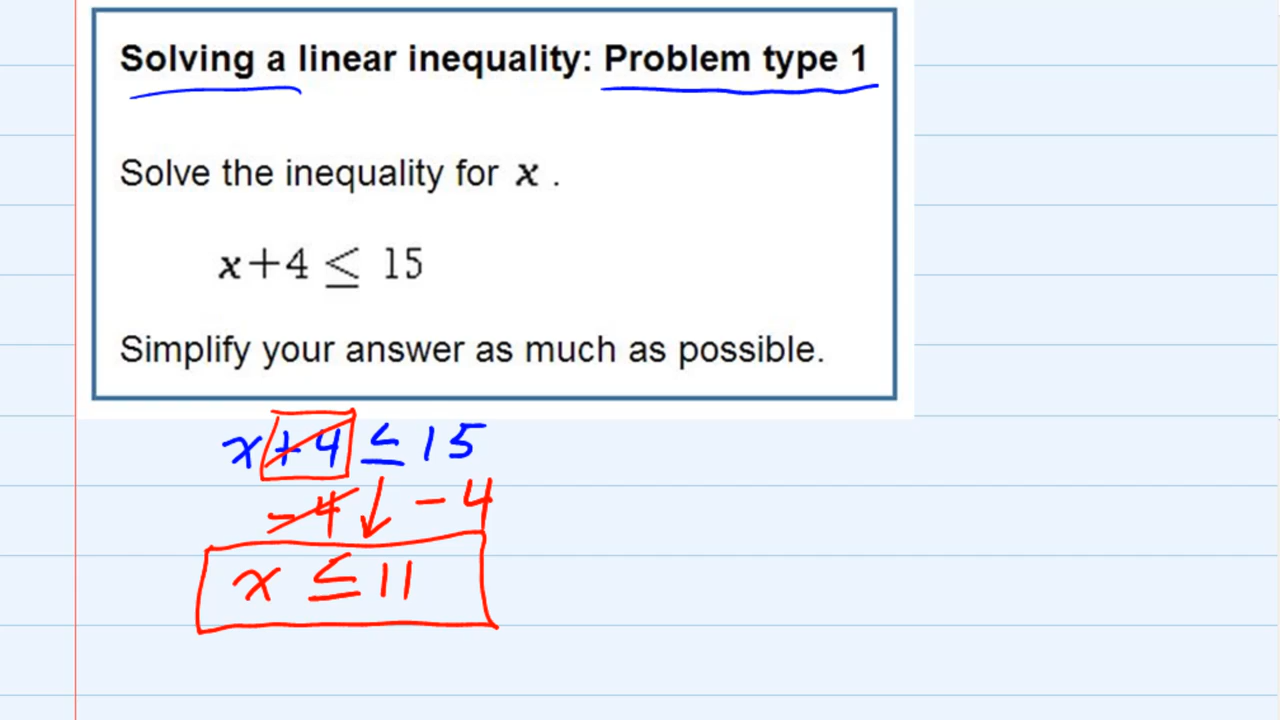 Solving a linear inequality: Problem type 1
Solve the inequality for x .
x+4 ≤ 15
Simplify your answer as much as possible.
x+4 ≤ 15
-4 ↓ -4
x ≤ 11